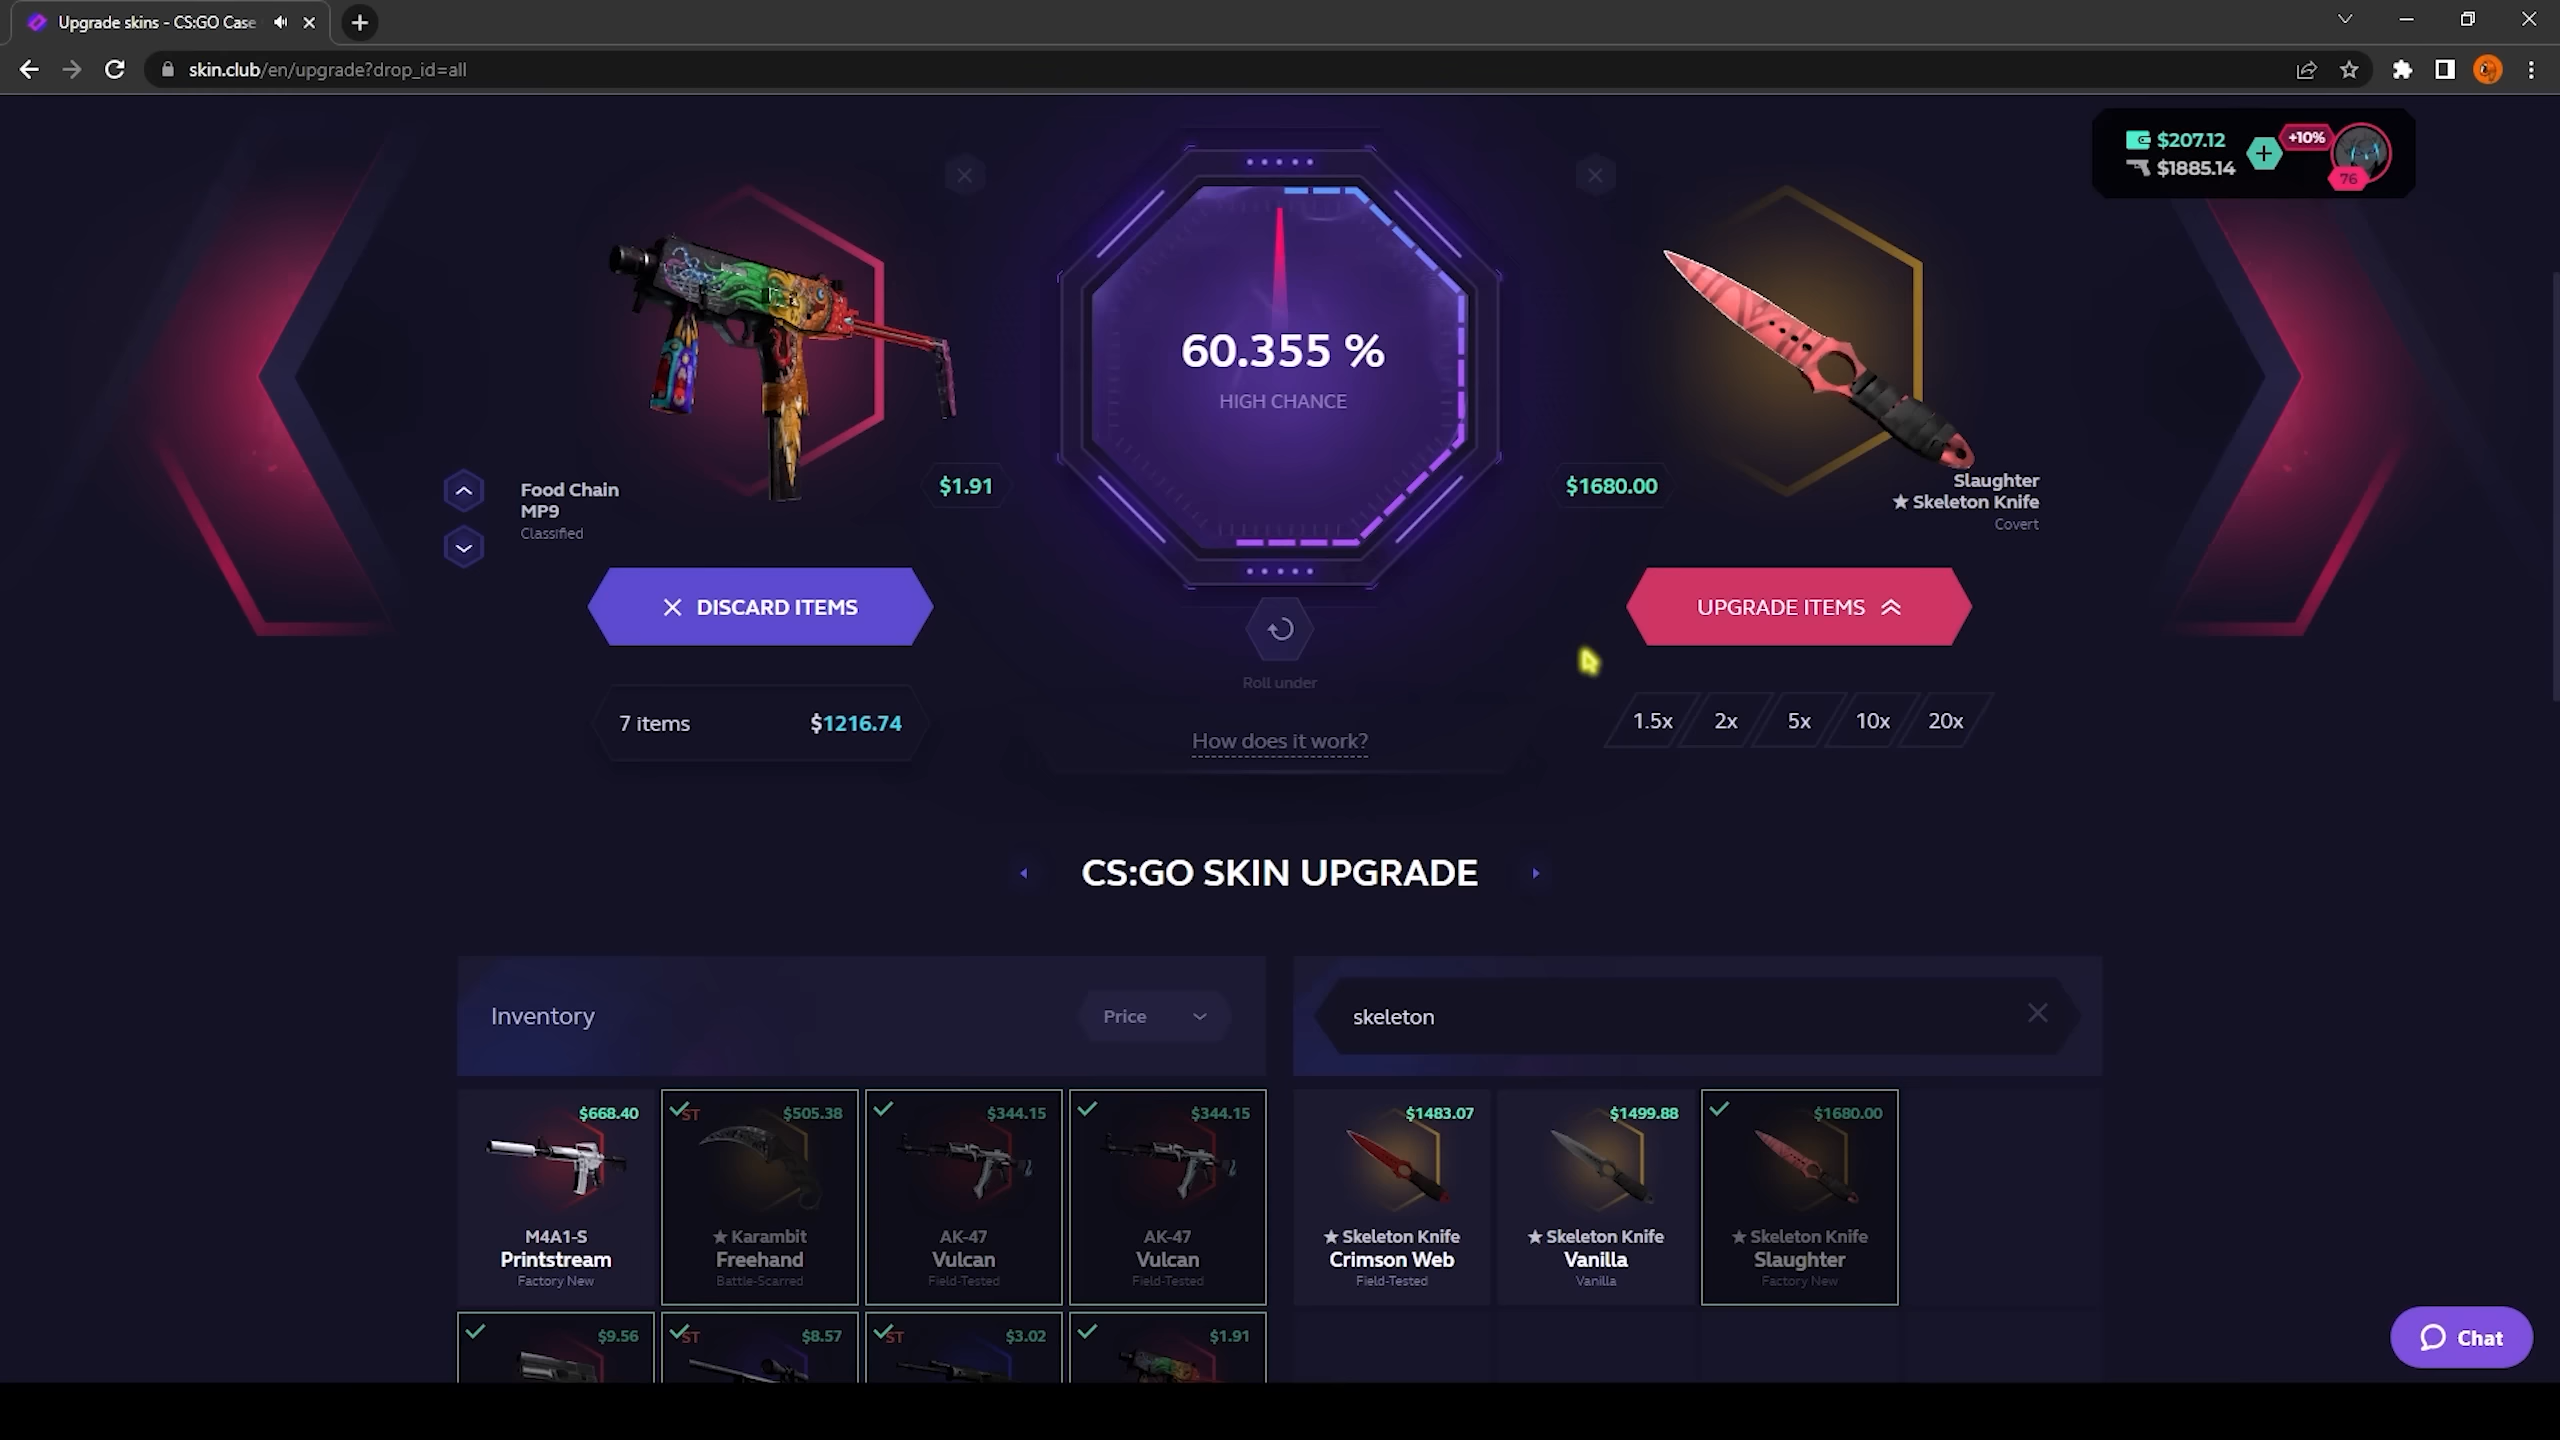 Upgrade skins - CS:GO Case
skin.club/en/upgrade?drop_id=all
$207.12
$1885.14
+10%
76
60.355 %
HIGH CHANCE
Food Chain
MP9
Classified
$1.91
$1680.00
Slaughter
★ Skeleton Knife
Covert
DISCARD ITEMS
UPGRADE ITEMS
Roll under
7 items $1216.74
1.5x 2x 5x 10x 20x
How does it work?
CS:GO SKIN UPGRADE
Inventory
Price
skeleton
$668.40
M4A1-S
Printstream
Factory New
ST $505.38
★ Karambit
Freehand
Battle-Scarred
$344.15
AK-47
Vulcan
Field-Tested
$344.15
AK-47
Vulcan
Field-Tested
$1483.07
★ Skeleton Knife
Crimson Web
Field-Tested
$1499.88
★ Skeleton Knife
Vanilla
Vanilla
$1680.00
★ Skeleton Knife
Slaughter
Factory New
$9.56
ST $8.57
ST $3.02
$1.91
Chat